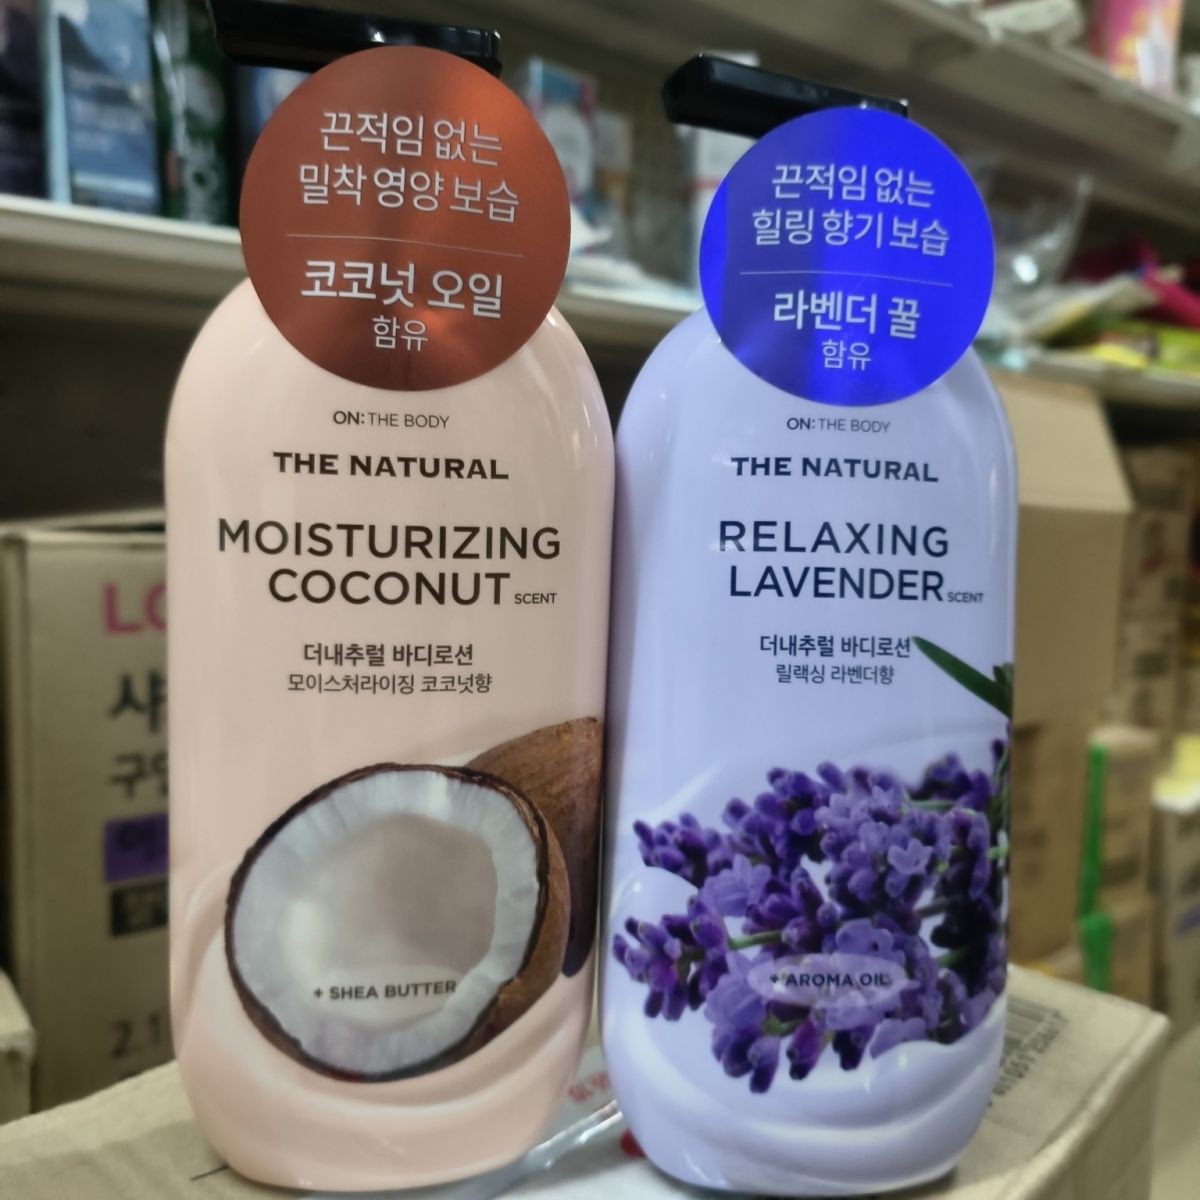 끈적임 없는
밀착 영양 보습
코코넛 오일
함유
ON: THE BODY
THE NATURAL
MOISTURIZING
COCONUT SCENT
더내추럴 바디로션
모이스처라이징 코코넛향
+ SHEA BUTTER
끈적임 없는
힐링 향기 보습
라벤더 꿀
함유
ON: THE BODY
THE NATURAL
RELAXING
LAVENDER SCENT
더내추럴 바디로션
릴랙싱 라벤더향
+ AROMA OIL